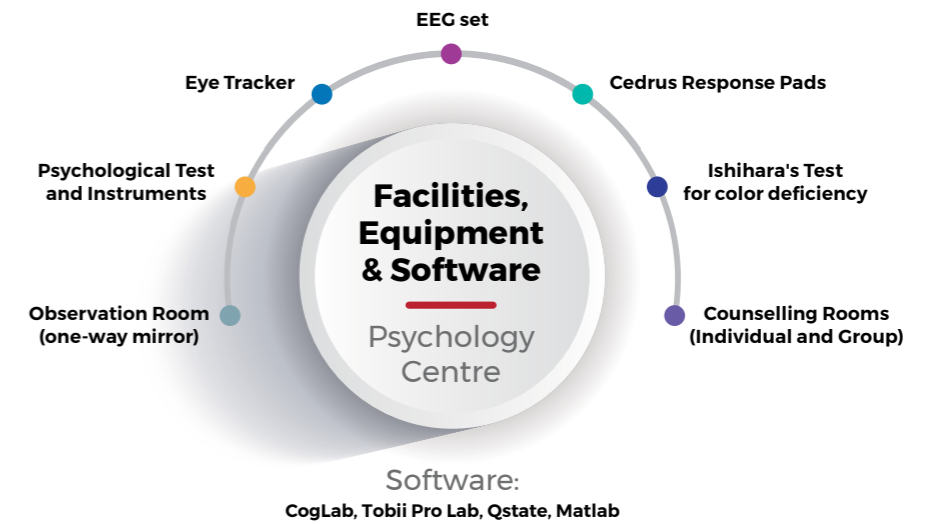 EEG set
Eye Tracker
Cedrus Response Pads
Psychological Test
and Instruments
Ishihara's Test
for color deficiency
Observation Room
(one-way mirror)
Counselling Rooms
(Individual and Group)
Facilities,
Equipment
& Software
Psychology
Centre
Software:
CogLab, Tobii Pro Lab, Qstate, Matlab